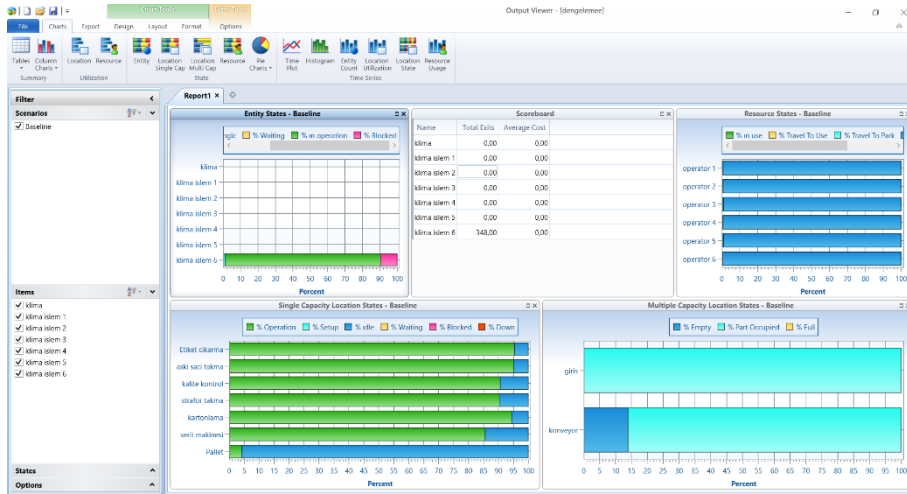 Chart Tools
Output Viewer - [dengelemee]
File Charts Export Design Layout Format Options
Tables Column Charts Location Resource Entity Location Single Cap Location Multi Cap Resource Pie Charts Time Plot Histogram Entity Count Location Utilization Location State Resource Usage
Summary Utilization State Time Series
Filter
Report1
Scenarios
Baseline
Entity States - Baseline
% Waiting % in operation % Blocked
klima
klima islem 1
klima islem 2
klima islem 3
klima islem 4
klima islem 5
klima islem 6
0 10 20 30 40 50 60 70 80 90 100
Percent
Scoreboard
Name Total Exits Average Cost
klima 0,00 0,00
klima islem 1 0,00 0,00
klima islem 2 0,00 0,00
klima islem 3 0,00 0,00
klima islem 4 0,00 0,00
klima islem 5 0,00 0,00
klima islem 6 348,00 0,00
Resource States - Baseline
% in use % Travel To Use % Travel To Park
operator 1
operator 2
operator 3
operator 4
operator 5
operator 6
0 10 20 30 40 50 60 70 80 90 100
Percent
Items
klima
klima islem 1
klima islem 2
klima islem 3
klima islem 4
klima islem 5
klima islem 6
States
Options
Single Capacity Location States - Baseline
% Operation % Setup % Idle % Waiting % Blocked % Down
Etiket cikarma
aski saci takma
kalite kontrol
strafor takma
kartonlama
serit makinesi
Pallet
0 5 10 15 20 25 30 35 40 45 50 55 60 65 70 75 80 85 90 95 100
Percent
Multiple Capacity Location States - Baseline
% Empty % Part Occupied % Full
giris
konveyor
0 5 10 15 20 25 30 35 40 45 50 55 60 65 70 75 80 85 90 95 100
Percent